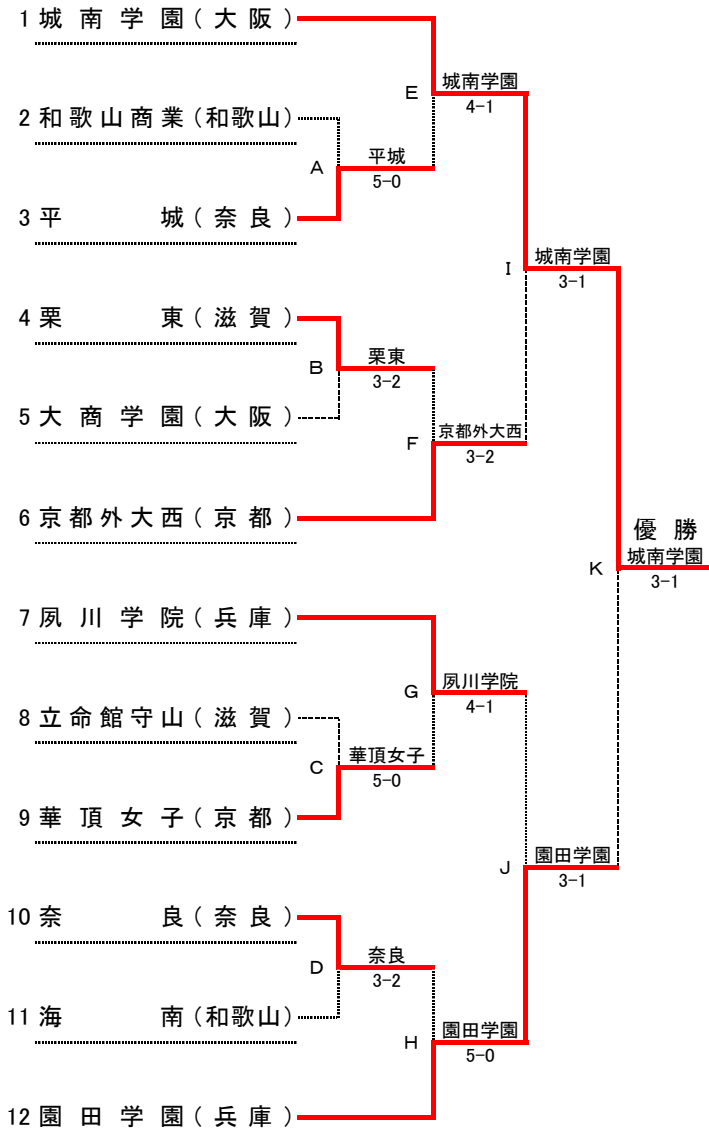 1 城南学園(大阪)
E
城南学園
4-1
2 和歌山商業(和歌山)
A
平城
5-0
3 平城(奈良)
I
城南学園
3-1
4 栗東(滋賀)
B
栗東
3-2
5 大商学園(大阪)
F
京都外大西
3-2
6 京都外大西(京都)
優勝
K
城南学園
3-1
7 夙川学院(兵庫)
G
夙川学院
4-1
8 立命館守山(滋賀)
C
華頂女子
5-0
9 華頂女子(京都)
J
園田学園
3-1
10 奈良(奈良)
D
奈良
3-2
11 海南(和歌山)
H
園田学園
5-0
12 園田学園(兵庫)